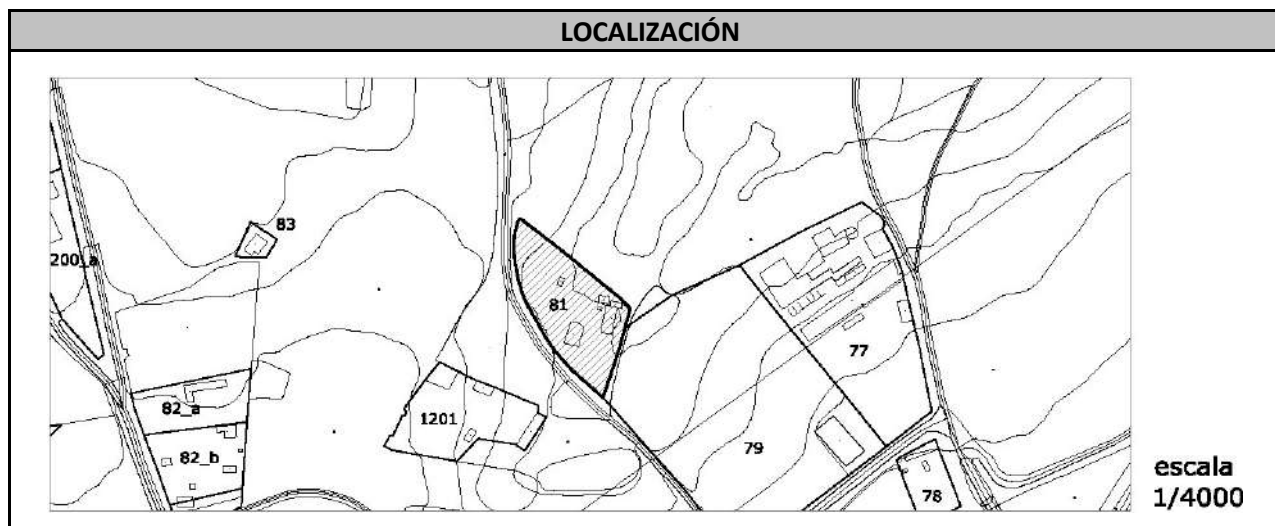 LOCALIZACIÓN
83
200_a
81
77
82_a
1201
79
82_b
78
escala
1/4000